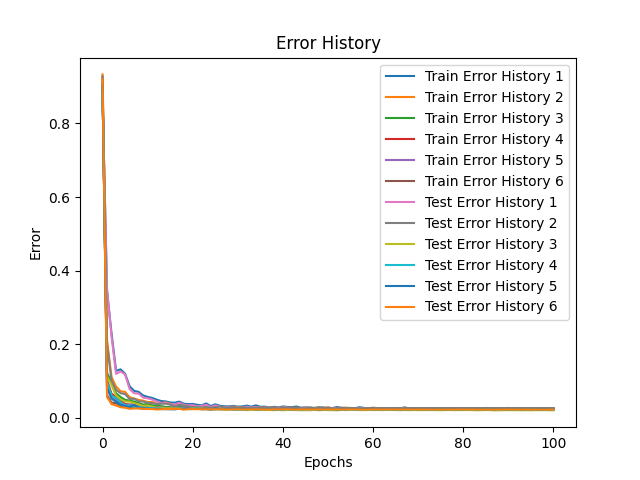 Error History
Train Error History 1
Train Error History 2
Train Error History 3
Train Error History 4
Train Error History 5
Train Error History 6
Test Error History 1
Test Error History 2
Test Error History 3
Test Error History 4
Test Error History 5
Test Error History 6
Error
0.8
0.6
0.4
0.2
0.0
0 20 40 60 80 100
Epochs